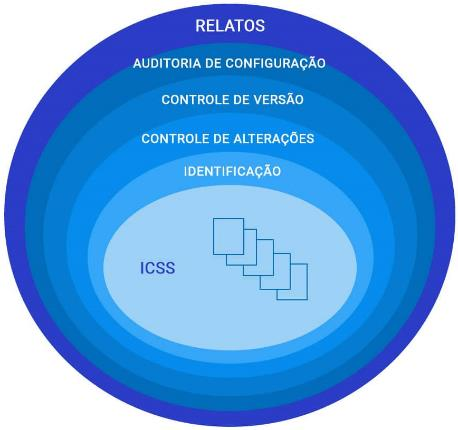 RELATOS
AUDITORIA DE CONFIGURAÇÃO
CONTROLE DE VERSÃO
CONTROLE DE ALTERAÇÕES
IDENTIFICAÇÃO
ICSS